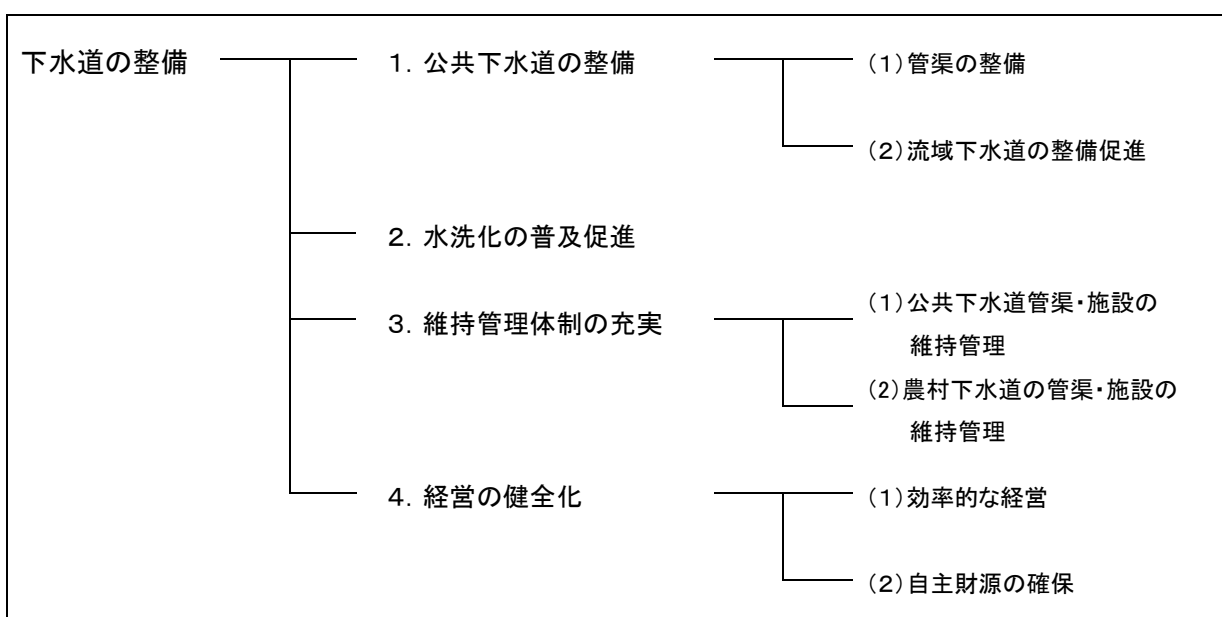 下水道の整備
1．公共下水道の整備
（1）管渠の整備
（2）流域下水道の整備促進
2．水洗化の普及促進
3．維持管理体制の充実
（1）公共下水道管渠・施設の
維持管理
（2）農村下水道の管渠・施設の
維持管理
4．経営の健全化
（1）効率的な経営
（2）自主財源の確保